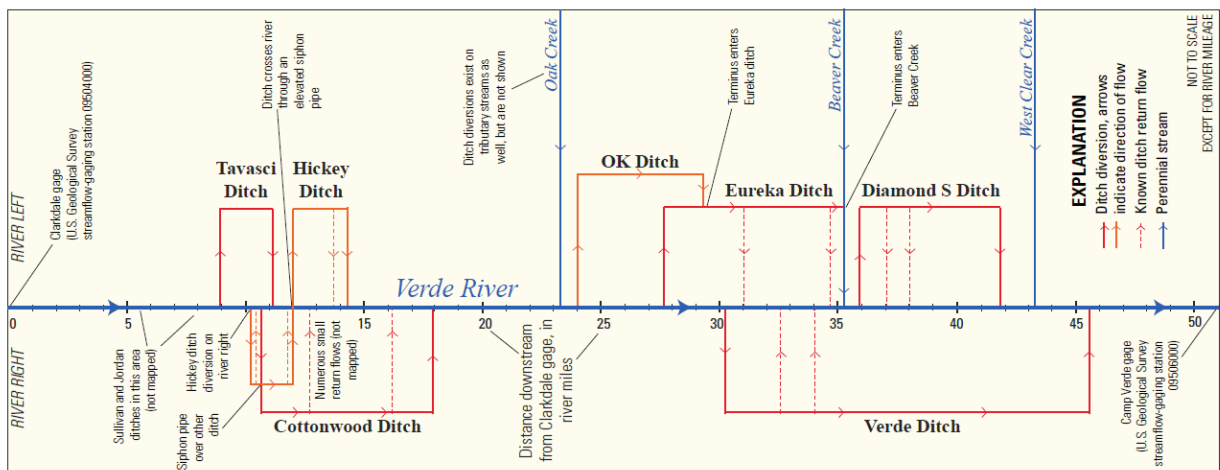 RIVER LEFT
Clarkdale gage
(U.S. Geological Survey
streamflow-gaging station 09504000)
Tavasci
Ditch
Ditch crosses river
through an
elevated siphon
pipe
Hickey
Ditch
Ditch diversions exist on
tributary streams as
well, but are not shown
Oak Creek
OK Ditch
Terminus enters
Eureka ditch
Eureka Ditch
Beaver Creek
Terminus enters
Beaver Creek
Diamond S Ditch
West Clear Creek
EXPLANATION
Ditch diversion, arrows
indicate direction of flow
Known ditch return flow
Perennial stream
NOT TO SCALE
EXCEPT FOR RIVER MILEAGE
Verde River
0 5 10 15 20 25 30 35 40 45 50
RIVER RIGHT
Sullivan and Jordan
ditches in this area
(not mapped)
Hickey ditch
diversion on
river right
Siphon pipe
over other
ditch
Numerous small
return flows (not
mapped)
Cottonwood Ditch
Distance downstream
from Clarkdale gage, in
river miles
Verde Ditch
Camp Verde gage
(U.S. Geological Survey
streamflow-gaging station
09506000)